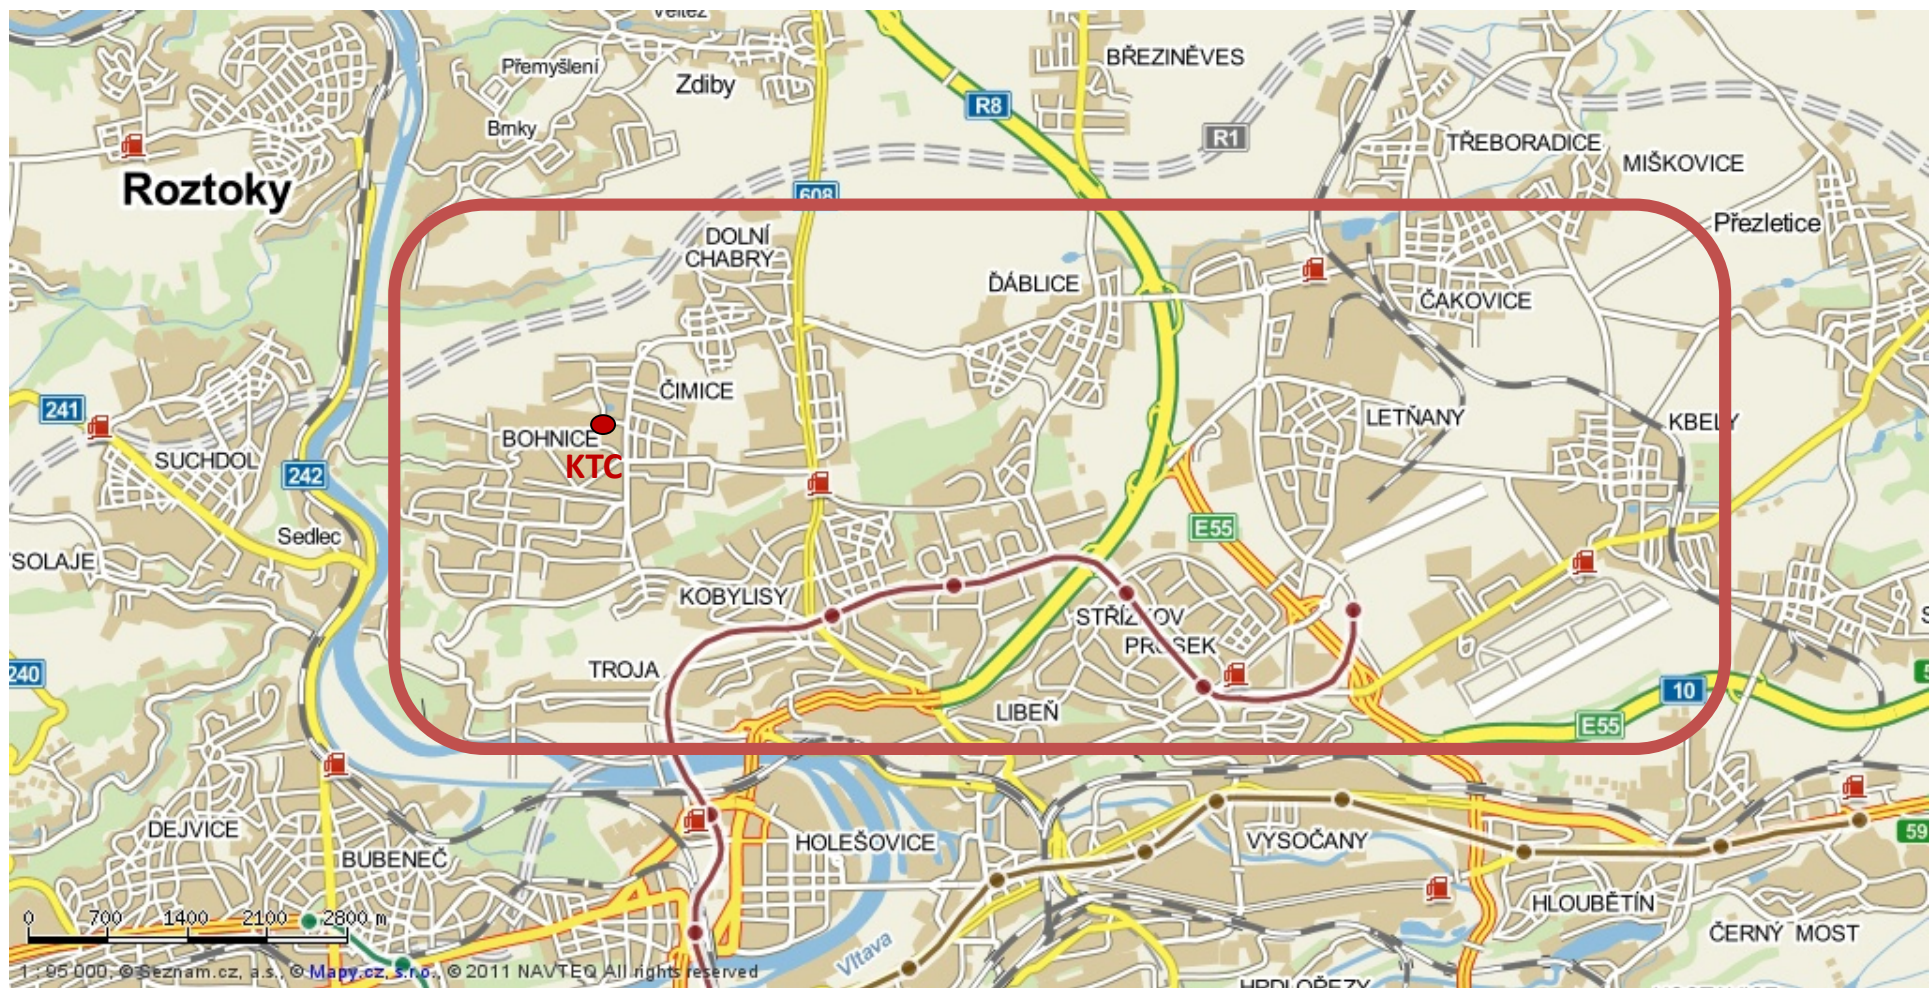 BŘEZINĚVES
Přemyšlení
Zdiby
R8
Brnky
R1
TŘEBORADICE
MIŠKOVICE
Roztoky
608
Přezletice
DOLNÍ
CHABRY
ĎÁBLICE
ČAKOVICE
ČIMICE
241
LETŇANY
KBELY
BOHNICE
SUCHDOL
KTC
242
E55
Sedlec
KOBYLISY
STŘÍŽKOV
PROSEK
TROJA
240
10
LIBEŇ
E55
DEJVICE
HOLEŠOVICE
VYSOČANY
BUBENEČ
59
HLOUBĚTÍN
0 700 1400 2100 2800 m
ČERNÝ MOST
Vltava
1 : 95 000, © Seznam.cz, a.s., © Mapy.cz, s.r.o., © 2011 NAVTEQ All rights reserved